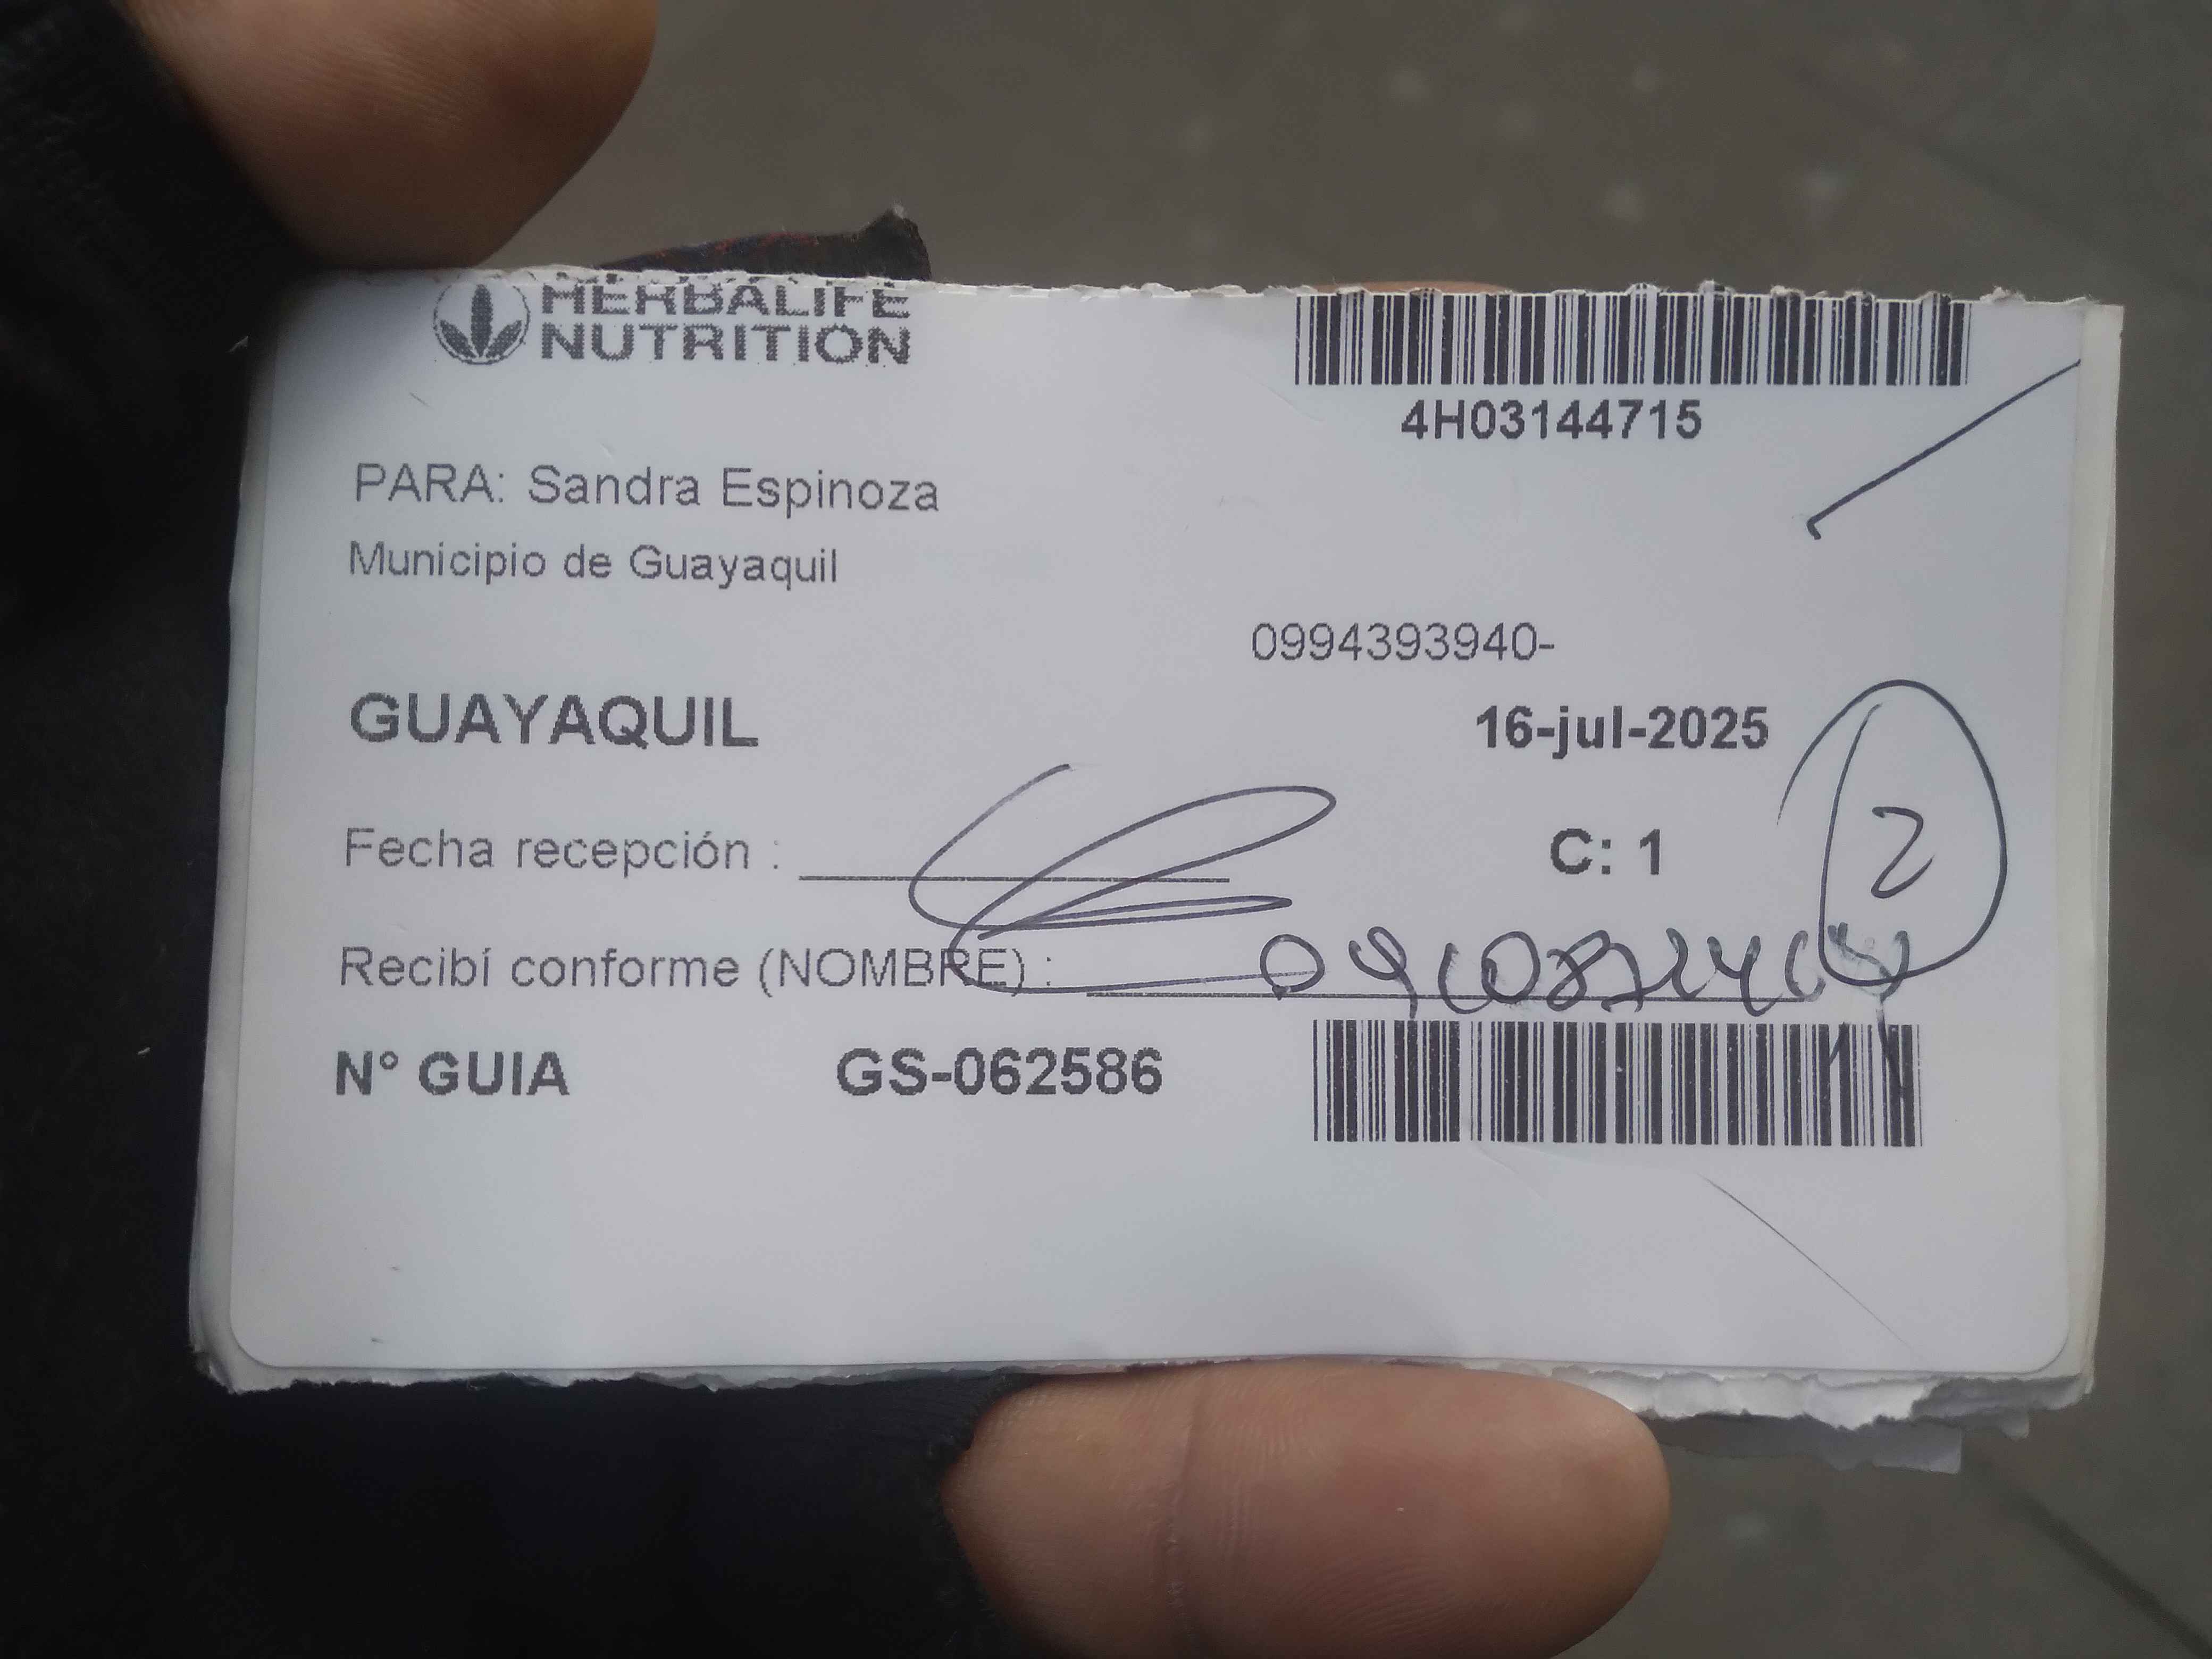 HERBALIFE
NUTRITION
4H03144715
PARA: Sandra Espinoza
Municipio de Guayaquil
0994393940-
GUAYAQUIL
16-jul-2025
2
Fecha recepción :
C: 1
Recibí conforme (NOMBRE) :
N° GUIA GS-062586